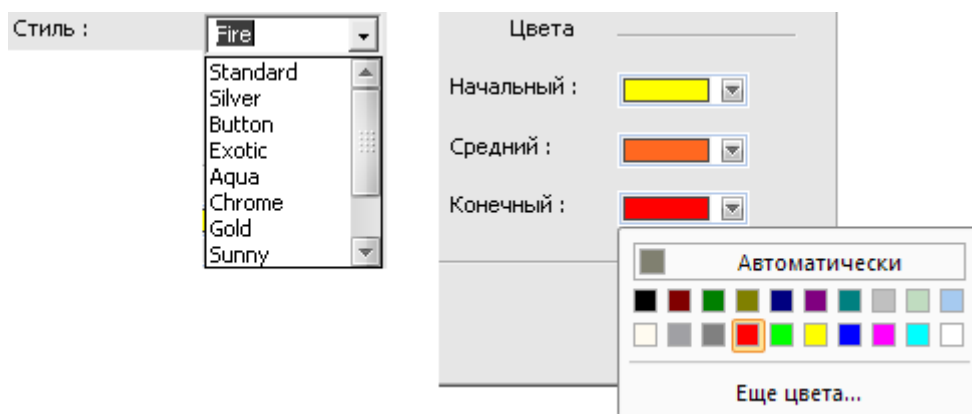 Стиль :
Fire
Standard
Silver
Button
Exotic
Aqua
Chrome
Gold
Sunny
Цвета
Начальный :
Средний :
Конечный :
Автоматически
Еще цвета...